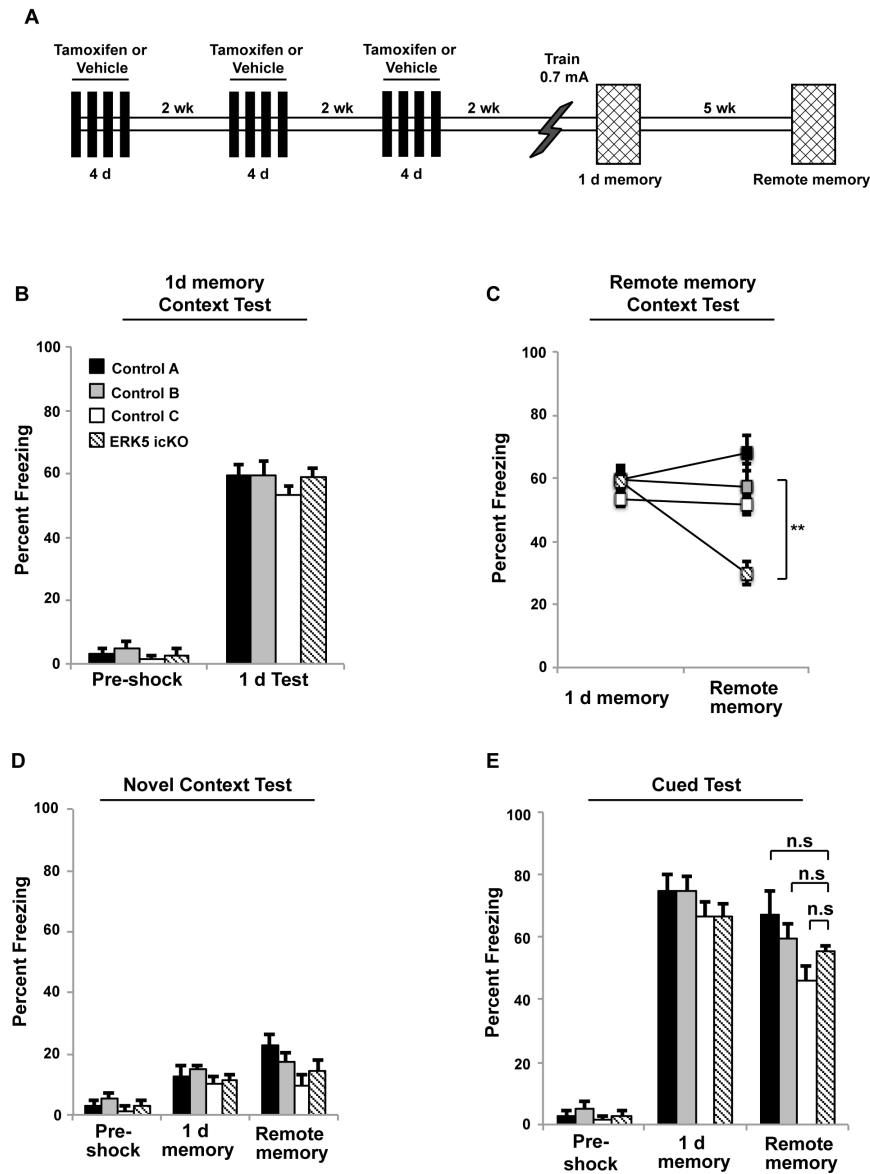 A
Tamoxifen or
Vehicle
Tamoxifen or
Vehicle
Tamoxifen or
Vehicle
Train
0.7 mA
2 wk
2 wk
2 wk
5 wk
4 d
4 d
4 d
1 d memory
Remote memory
B
1d memory
Context Test
Percent Freezing
100
80
60
40
20
0
Control A
Control B
Control C
ERK5 icKO
Pre-shock
1 d Test
C
Remote memory
Context Test
Percent Freezing
100
80
60
40
20
0
**
1 d memory
Remote
memory
D
Novel Context Test
Percent Freezing
100
80
60
40
20
0
Pre-
shock
1 d
memory
Remote
memory
E
Cued Test
Percent Freezing
100
80
60
40
20
0
n.s
n.s
n.s
Pre-
shock
1 d
memory
Remote
memory